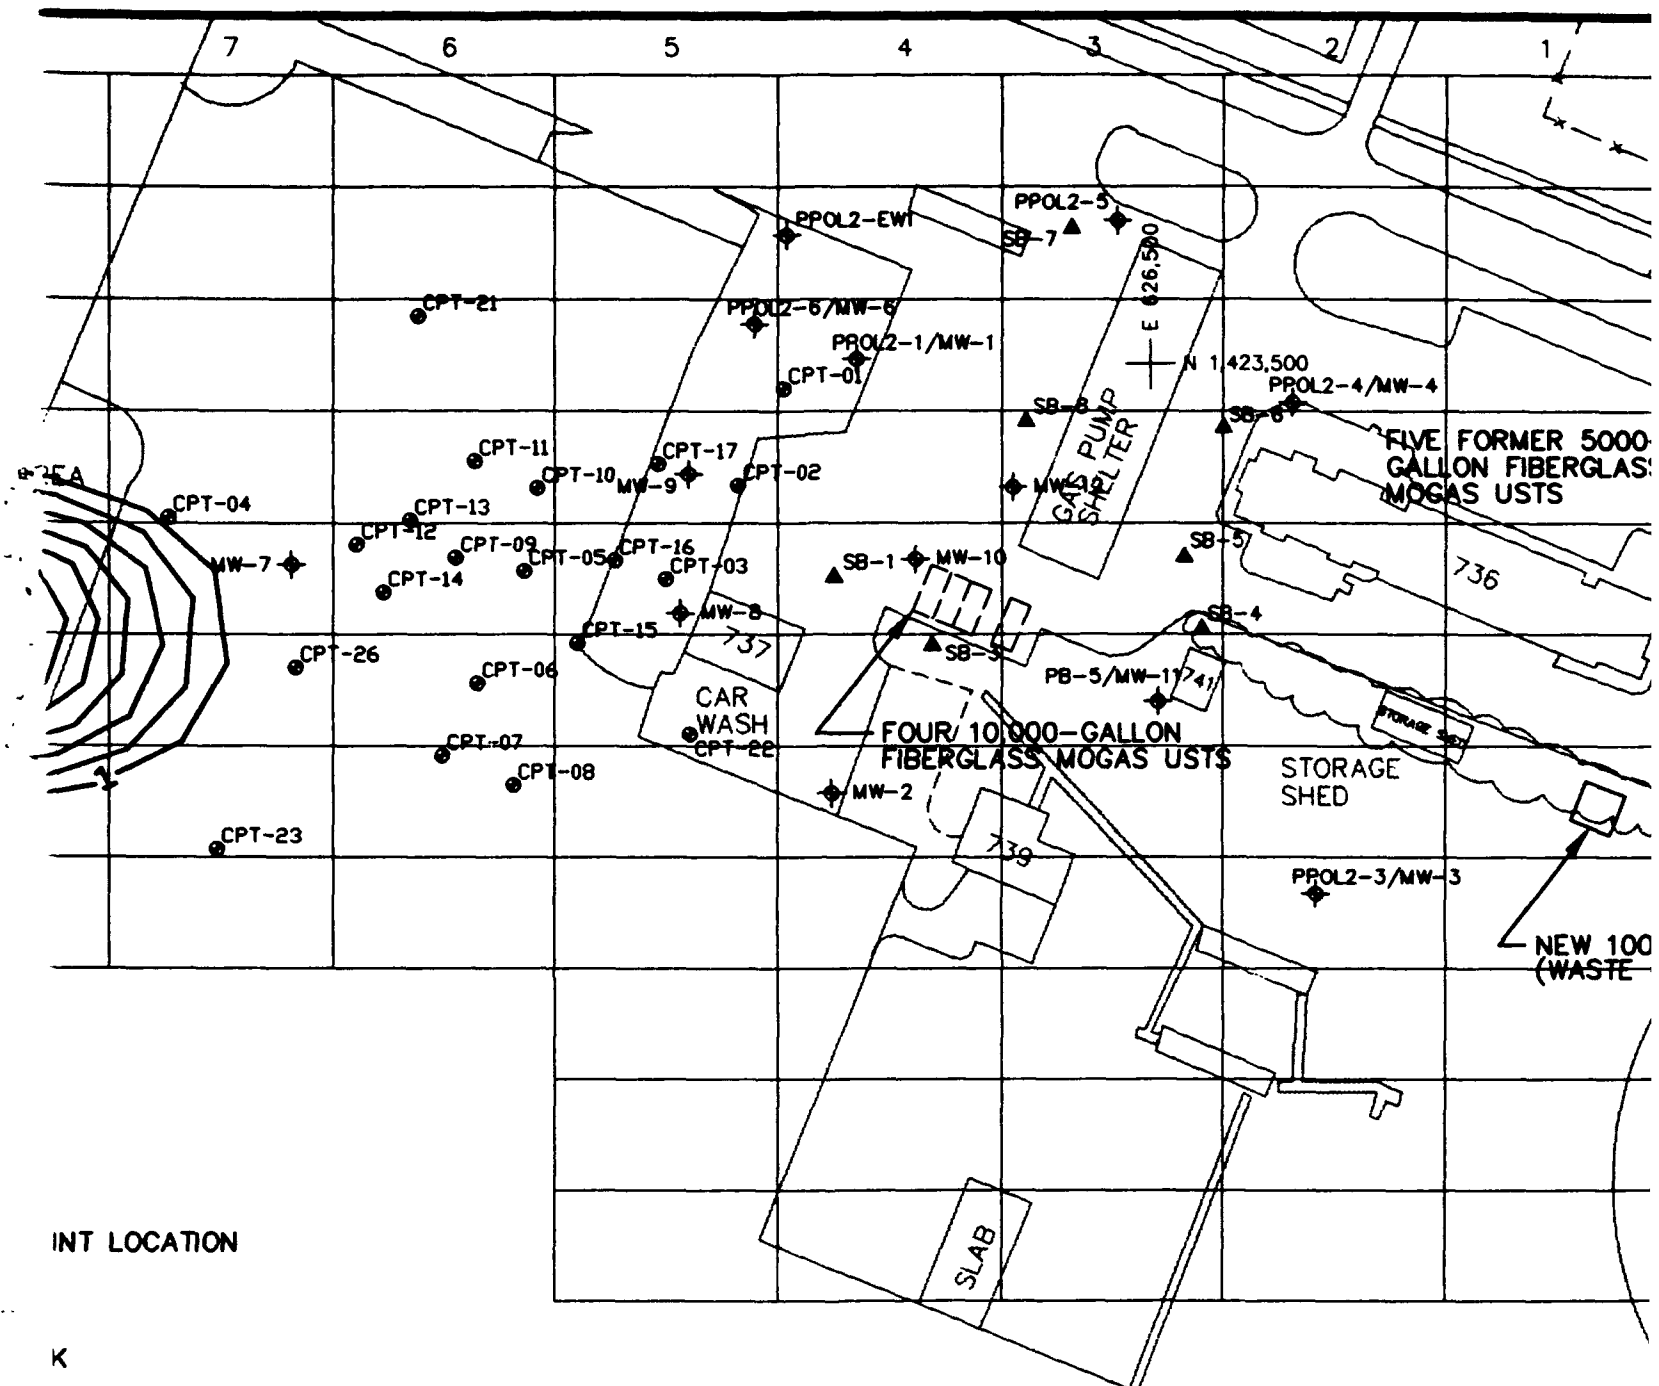 7 6 5 4 3 2 1
PPOL2-5
PPOL2-EW1
SB-7
E 626,500
CPT-21
PPOL2-6/MW-6
PROL2-1/MW-1
N 1,423,500
CPT-01
PPOL2-4/MW-4
SB-8
SB-6
GAS PUMP
SHELTER
FIVE FORMER 5000-
GALLON FIBERGLAS
MOGAS USTS
CPT-11
CPT-17
CPT-10
CPT-02
MW-9
CPT-04
CPT-13
CPT-12
CPT-09
CPT-05
CPT-16
CPT-03
SB-1
MW-10
SB-5
736
MW-7
CPT-14
MW-8
SB-4
CPT-15
737
CPT-26
SB-3
CPT-06
PB-5/MW-11
741
CAR
WASH
STORAGE SHED
CPT-22
FOUR 10,000-GALLON
FIBERGLASS MOGAS USTS
CPT-07
STORAGE
SHED
CPT-08
1
MW-2
CPT-23
739
PPOL2-3/MW-3
NEW 100
(WASTE
SLAB
INT LOCATION
K